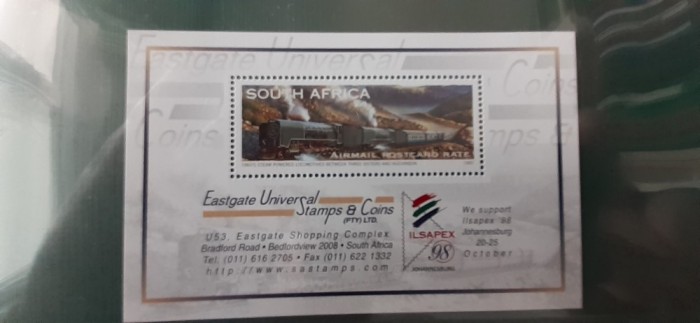 Eastgate Universal
Stamps &
Coins
SOUTH AFRICA
AIRMAIL POSTCARD RATE
Eastgate Universal
Stamps & Coins
(PTY) LTD.
U53, Eastgate Shopping Complex
Bradford Road • Bedfordview 2008 • South Africa
Tel. (011) 616 2705 • Fax (011) 622 1332
http://www.sastamps.com
ILSAPEX
98
JOHANNESBURG
We support
Ilsapex '98
Johannesburg
20-25
October